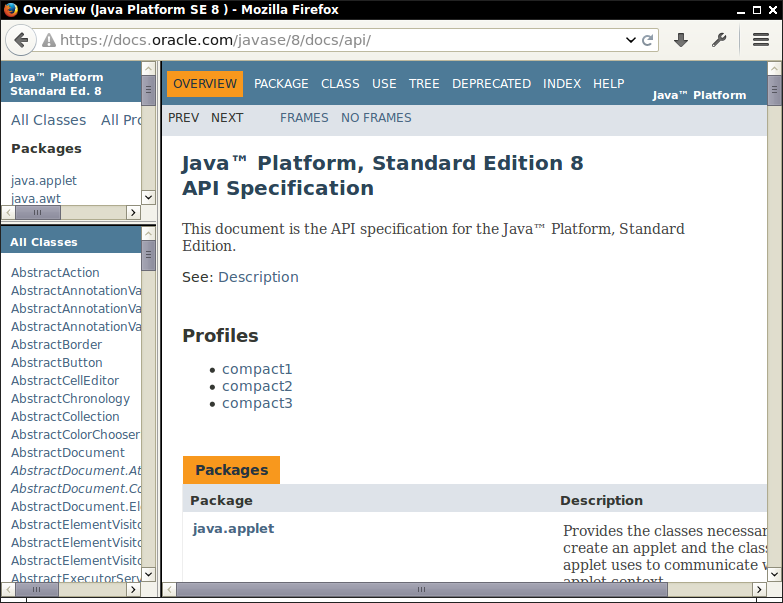 Overview (Java Platform SE 8 ) - Mozilla Firefox
https://docs.oracle.com/javase/8/docs/api/
Java™ Platform
Standard Ed. 8
All Classes All Pro
Packages
java.applet
java.awt
All Classes
AbstractAction
AbstractAnnotationVa
AbstractAnnotationVa
AbstractAnnotationVa
AbstractBorder
AbstractButton
AbstractCellEditor
AbstractChronology
AbstractCollection
AbstractColorChooser
AbstractDocument
AbstractDocument.At
AbstractDocument.Co
AbstractDocument.El
AbstractElementVisito
AbstractElementVisito
AbstractElementVisito
AbstractExecutorServ
OVERVIEW PACKAGE CLASS USE TREE DEPRECATED INDEX HELP
Java™ Platform
PREV NEXT FRAMES NO FRAMES
Java™ Platform, Standard Edition 8
API Specification
This document is the API specification for the Java™ Platform, Standard
Edition.
See: Description
Profiles
• compact1
• compact2
• compact3
Packages
Package Description
java.applet Provides the classes necessar
create an applet and the clas
applet uses to communicate w
applet context.